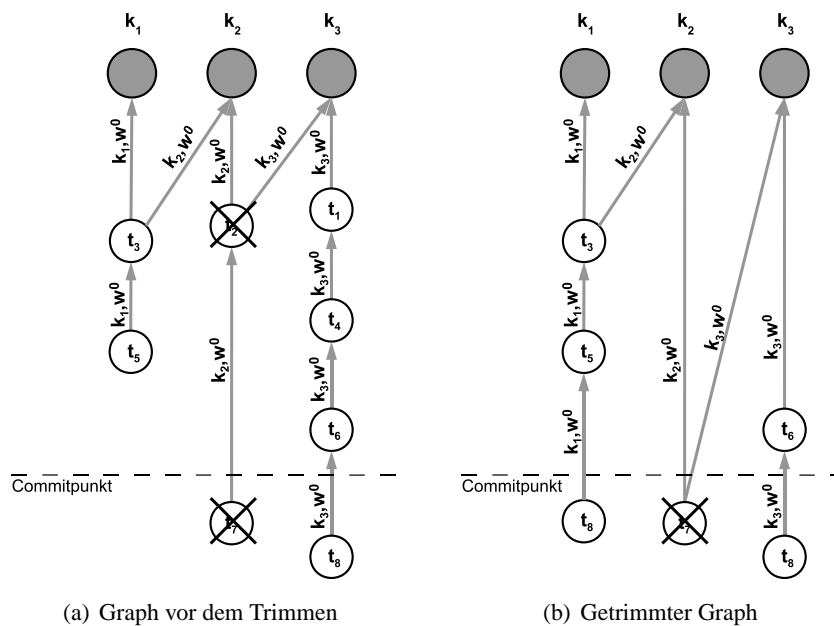 k1 k2 k3
k1,w0
k2,w0
k2,w0
k3,w0
k3,w0
t1
t3
t2
k3,w0
k1,w0
t4
t5
k2,w0
k3,w0
t6
Commitpunkt
t7
k3,w0
t8
(a) Graph vor dem Trimmen
k1 k2 k3
k1,w0
k2,w0
t3
k1,w0
k3,w0
t5
k2,w0
k3,w0
k1,w0
t6
Commitpunkt
t8
t7
k3,w0
t8
(b) Getrimmter Graph